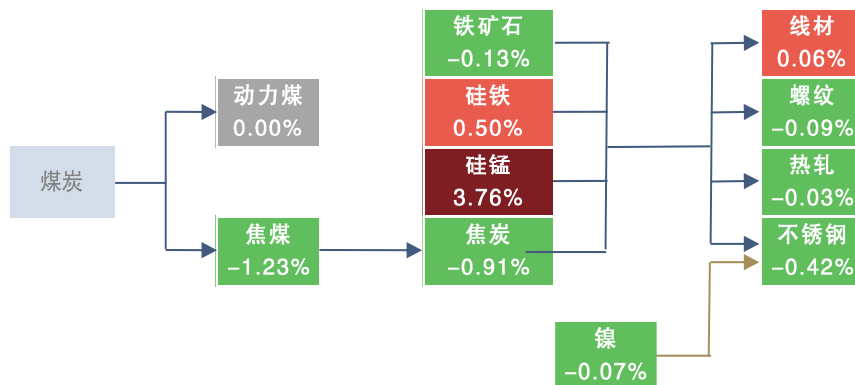 煤炭
动力煤
0.00%
焦煤
-1.23%
铁矿石
-0.13%
硅铁
0.50%
硅锰
3.76%
焦炭
-0.91%
镍
-0.07%
线材
0.06%
螺纹
-0.09%
热轧
-0.03%
不锈钢
-0.42%